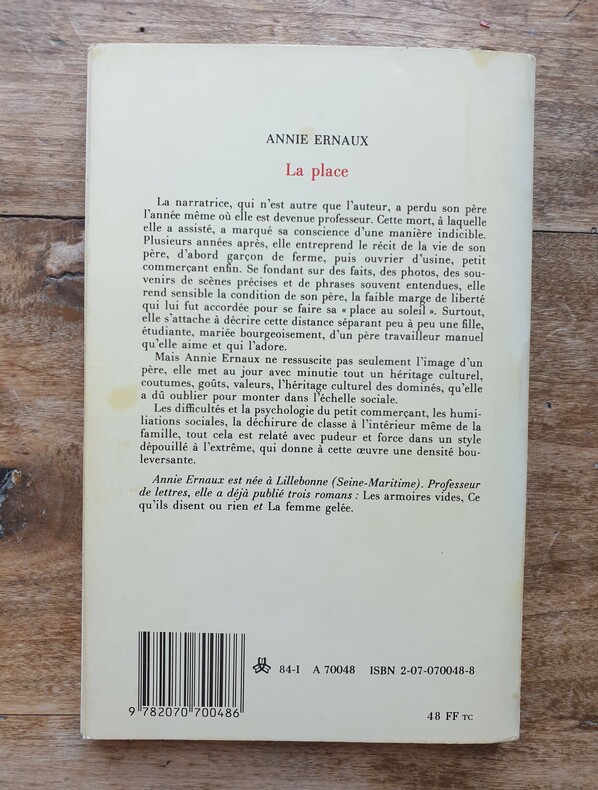 ANNIE ERNAUX
La place
La narratrice, qui n'est autre que l'auteur, a perdu son père
l'année même où elle est devenue professeur. Cette mort, à laquelle
elle a assisté, a marqué sa conscience d'une manière indicible.
Plusieurs années après, elle entreprend le récit de la vie de son
père, d'abord garçon de ferme, puis ouvrier d'usine, petit
commerçant enfin. Se fondant sur des faits, des photos, des sou-
venirs de scènes précises et de phrases souvent entendues, elle
rend sensible la condition de son père, la faible marge de liberté
qui lui fut accordée pour se faire sa « place au soleil ». Surtout,
elle s'attache à décrire cette distance séparant peu à peu une fille,
étudiante, mariée bourgeoisement, d'un père travailleur manuel
qu'elle aime et qui l'adore.
Mais Annie Ernaux ne ressuscite pas seulement l'image d'un
père, elle met au jour avec minutie tout un héritage culturel,
coutumes, goûts, valeurs, l'héritage culturel des dominés, qu'elle
a dû oublier pour monter dans l'échelle sociale.
Les difficultés et la psychologie du petit commerçant, les humi-
liations sociales, la déchirure de classe à l'intérieur même de la
famille, tout cela est relaté avec pudeur et force dans un style
dépouillé à l'extrême, qui donne à cette œuvre une densité bou-
leversante.
Annie Ernaux est née à Lillebonne (Seine-Maritime). Professeur
de lettres, elle a déjà publié trois romans : Les armoires vides, Ce
qu'ils disent ou rien et La femme gelée.
84-I A 70048 ISBN 2-07-070048-8
9 782070 700486
48 FF TC